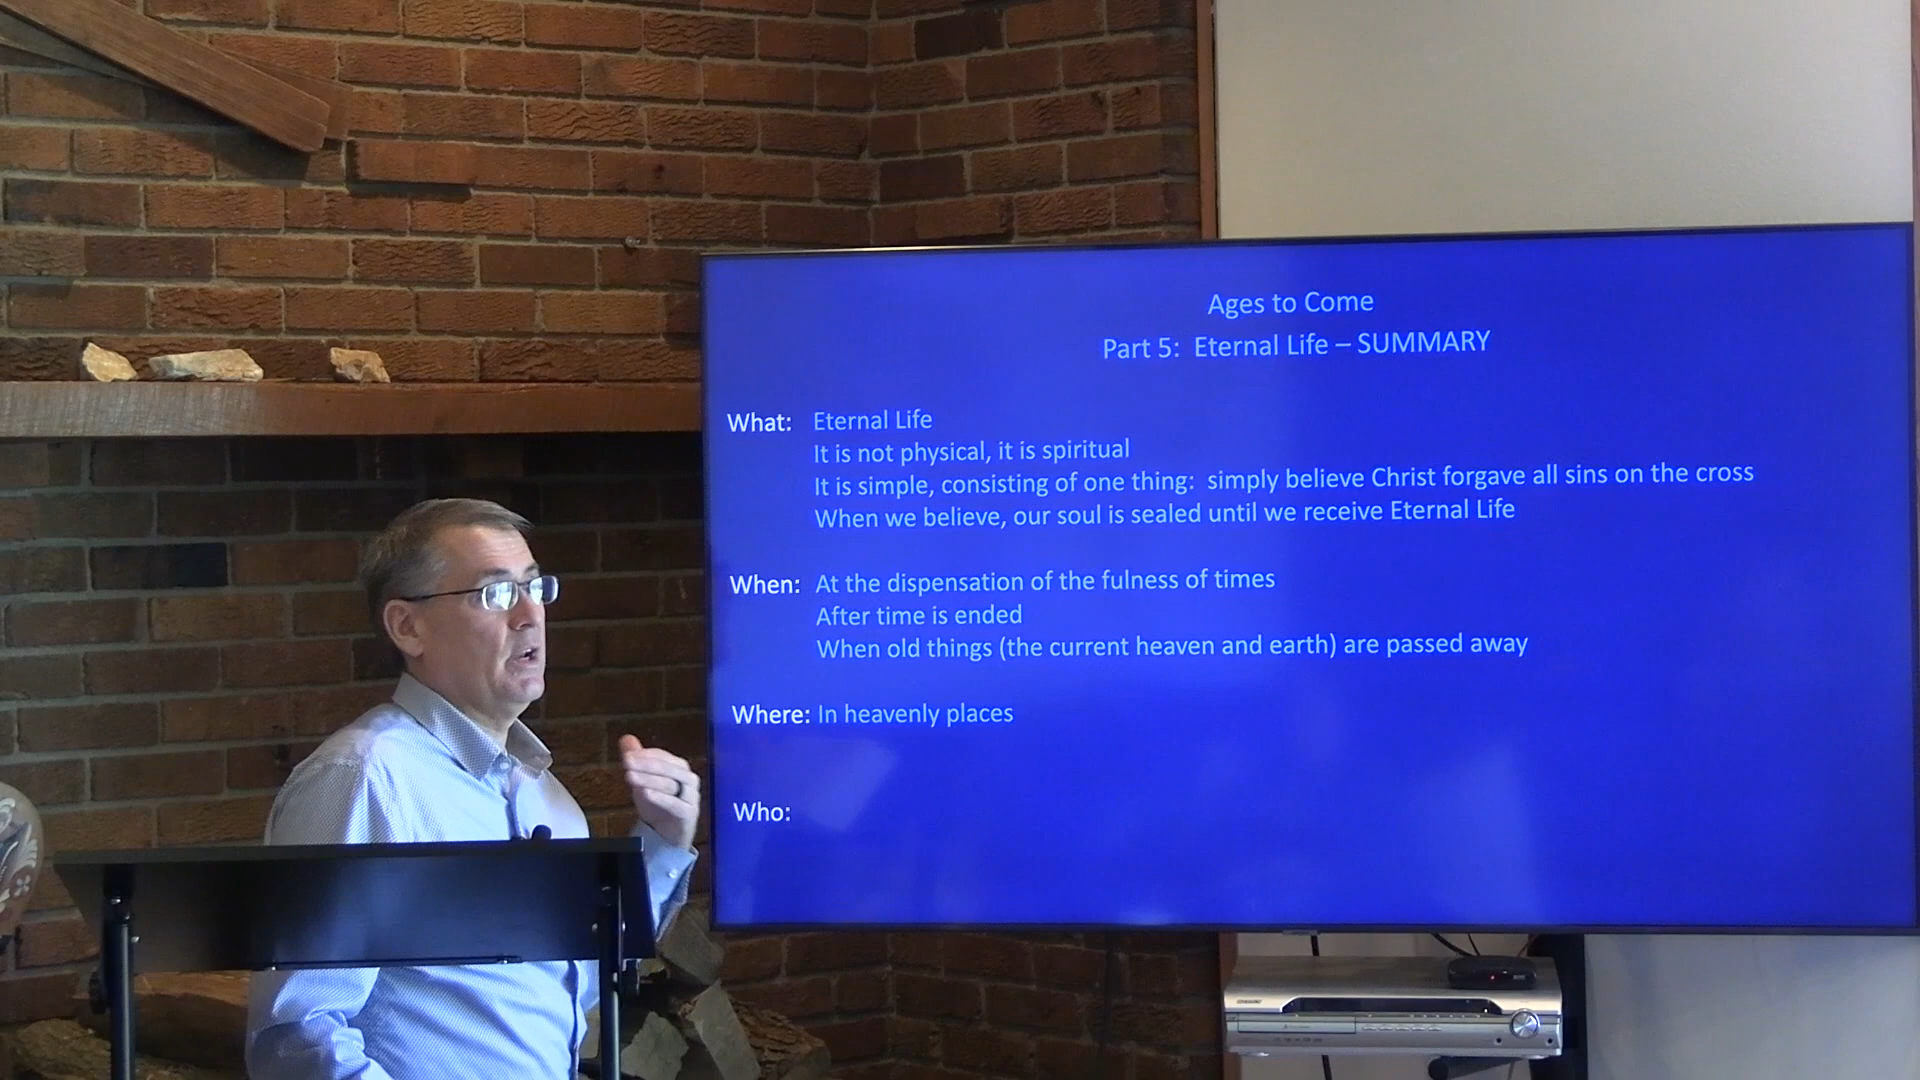 Ages to Come
Part 5: Eternal Life – SUMMARY
What: Eternal Life
It is not physical, it is spiritual
It is simple, consisting of one thing: simply believe Christ forgave all sins on the cross
When we believe, our soul is sealed until we receive Eternal Life
When: At the dispensation of the fulness of times
After time is ended
When old things (the current heaven and earth) are passed away
Where: In heavenly places
Who: